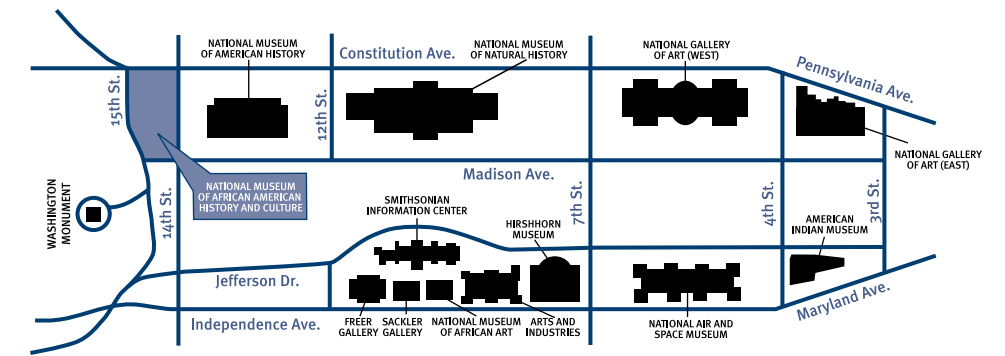 NATIONAL MUSEUM
OF AMERICAN HISTORY
Constitution Ave.
NATIONAL MUSEUM
OF NATURAL HISTORY
NATIONAL GALLERY
OF ART (WEST)
Pennsylvania Ave.
15th St.
12th St.
NATIONAL GALLERY
OF ART (EAST)
Madison Ave.
NATIONAL MUSEUM
OF AFRICAN AMERICAN
HISTORY AND CULTURE
WASHINGTON
MONUMENT
14th St.
SMITHSONIAN
INFORMATION CENTER
HIRSHHORN
MUSEUM
7th St.
4th St.
3rd St.
AMERICAN
INDIAN MUSEUM
Jefferson Dr.
Independence Ave.
FREER
GALLERY
SACKLER
GALLERY
NATIONAL MUSEUM
OF AFRICAN ART
ARTS AND
INDUSTRIES
NATIONAL AIR AND
SPACE MUSEUM
Maryland Ave.